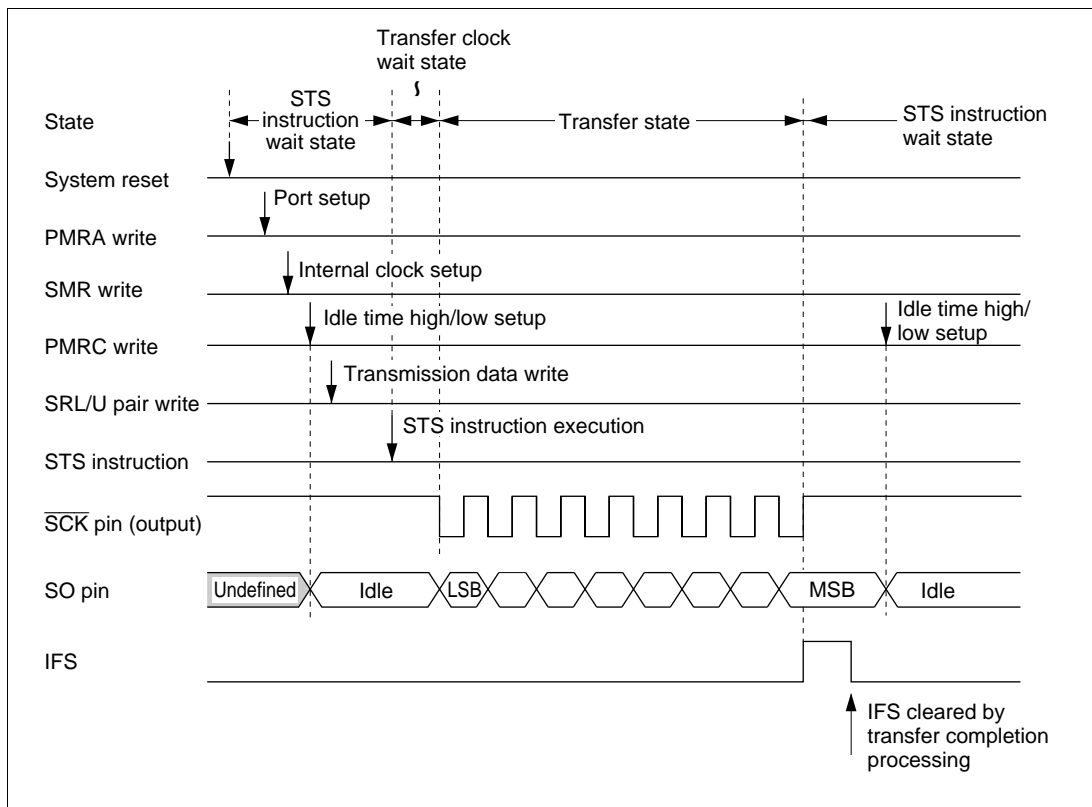 Transfer clock
wait state
State
STS
instruction
wait state
Transfer state
STS instruction
wait state
System reset
Port setup
PMRA write
Internal clock setup
SMR write
Idle time high/low setup
Idle time high/
low setup
PMRC write
Transmission data write
SRL/U pair write
STS instruction execution
STS instruction
SCK pin (output)
SO pin
Undefined
Idle
LSB
MSB
Idle
IFS
IFS cleared by
transfer completion
processing